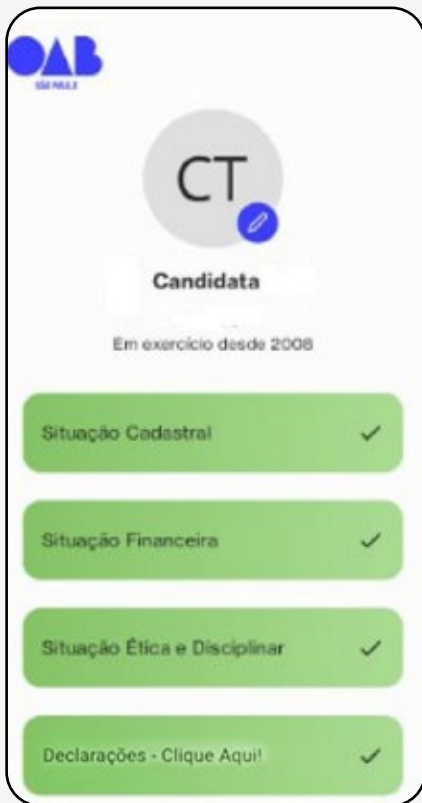 OAB
SÃO PAULO
CT
Candidata
Em exercício desde 2008
Situação Cadastral
Situação Financeira
Situação Ética e Disciplinar
Declarações - Clique Aqui!